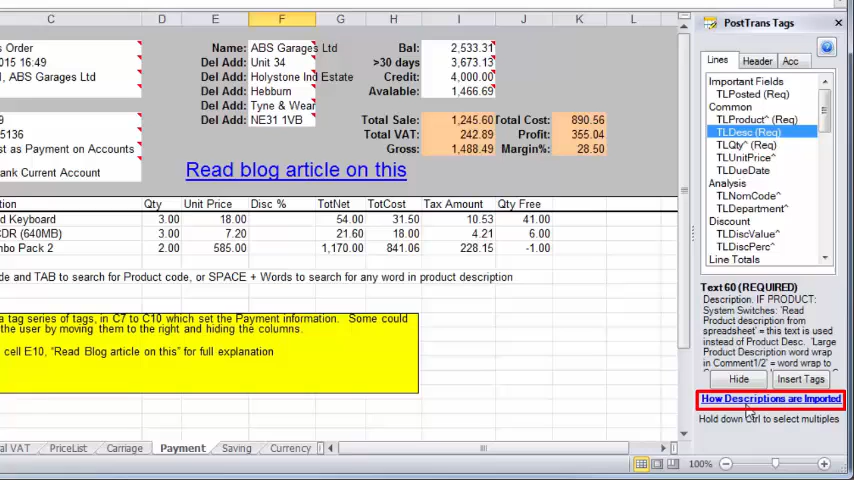 C D E F G H I J K L
s Order Name: ABS Garages Ltd Bal: 2,533.31
2015 16:49 Del Add: Unit 34 >30 days 3,673.13
, ABS Garages Ltd Del Add: Holystone Ind Estate Credit: 4,000.00
Del Add: Hebburn Available: 1,466.69
Del Add: Tyne & Wear
9 Del Add: NE31 1VB Total Sale: 1,245.60 Total Cost: 890.56
5136 Total VAT: 242.89 Profit: 355.04
st as Payment on Accounts Gross: 1,488.49 Margin%: 28.50
ank Current Account Read blog article on this
tion Qty Unit Price Disc % TotNet TotCost Tax Amount Qty Free
d Keyboard 3.00 18.00 54.00 31.50 10.53 41.00
CDR (640MB) 3.00 7.20 21.60 18.00 4.21 6.00
mbo Pack 2 2.00 585.00 1,170.00 841.06 228.15 -1.00
de and TAB to search for Product code, or SPACE + Words to search for any word in product description
a tag series of tags, in C7 to C10 which set the Payment information. Some could
the user by moving them to the right and hiding the columns.
cell E10, "Read Blog article on this" for full explanation
al VAT PriceList Carriage Payment Saving Quotation Currency
PostTrans Tags
Lines Header Acc
Important Fields
TLPosted (Req)
Common
TLProduct^ (Req)
TLDesc (Req)
TLQty^ (Req)
TLUnitPrice^
TLDueDate
Analysis
TLNomCode^
TLDepartment^
Discount
TLDiscValue^
TLDiscPerc^
Line Totals
Text 60 (REQUIRED)
Description. IF PRODUCT:
System Switches: 'Read
Product description from
spreadsheet' = this text is used
instead of Product Desc. 'Large
Product Description word wrap
in Comment1/2' = word wrap to
Hide Insert Tags
How Descriptions are Imported
Hold down Ctrl to select multiples
100%